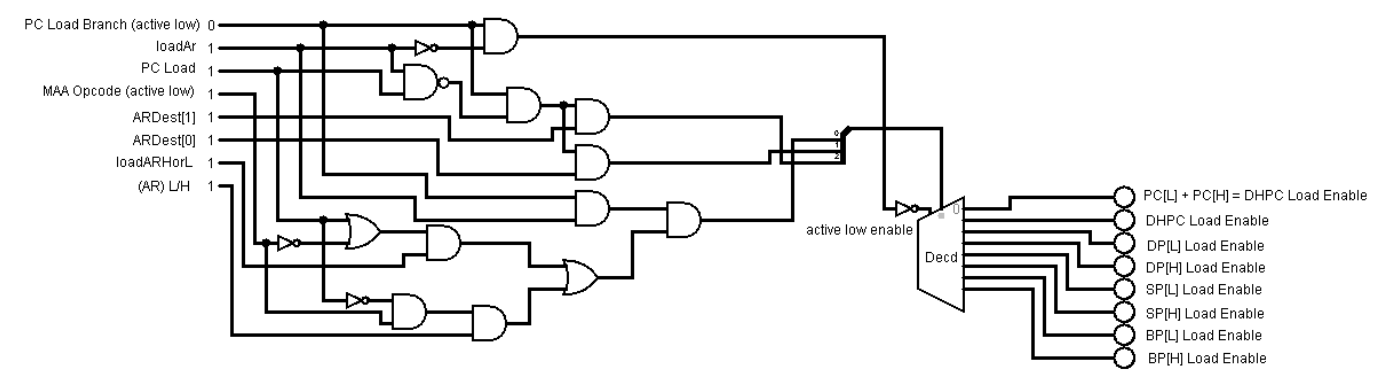 PC Load Branch (active low) 0
loadAr 1
PC Load 1
MAA Opcode (active low) 1
ARDest[1] 1
ARDest[0] 1
loadARHorL 1
(AR) L/H 1
0
1
2
active low enable
0
Decd
PC[L] + PC[H] = DHPC Load Enable
DHPC Load Enable
DP[L] Load Enable
DP[H] Load Enable
SP[L] Load Enable
SP[H] Load Enable
BP[L] Load Enable
BP[H] Load Enable